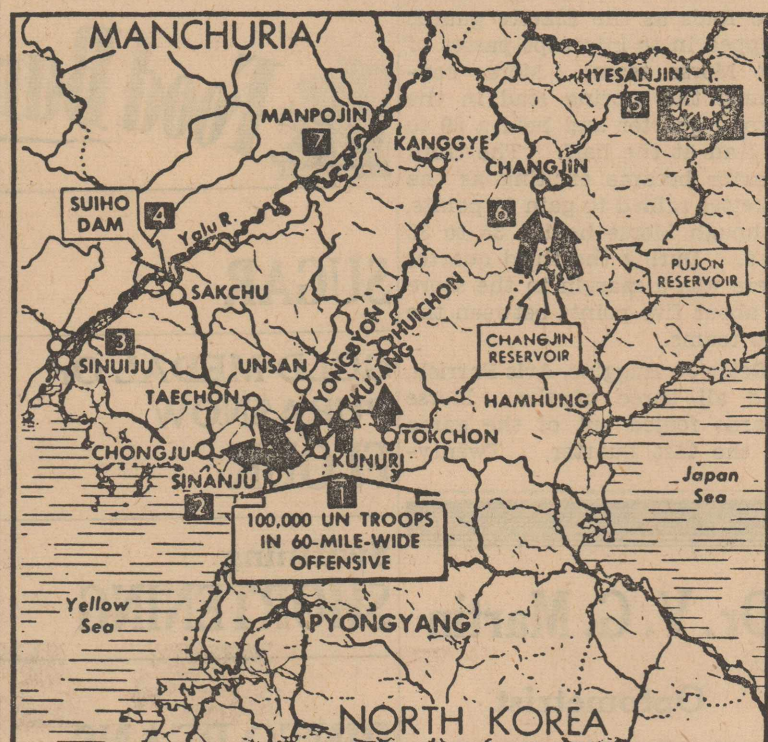 MANCHURIA
HYESANJIN
5
MANPOJIN
7
KANGGYE
CHANGJIN
SUIHO
DAM
4
6
Yalu R.
PUJON
RESERVOIR
SAKCHU
3
SINUIJU
HUICHON
YONGBYON
KUJANG
CHANGJIN
RESERVOIR
UNSAN
TAECHON
HAMHUNG
CHONGJU
TOKCHON
KUNURI
SINANJU
2
1
Japan
Sea
100,000 UN TROOPS
IN 60-MILE-WIDE
OFFENSIVE
Yellow
Sea
PYONGYANG
NORTH KOREA